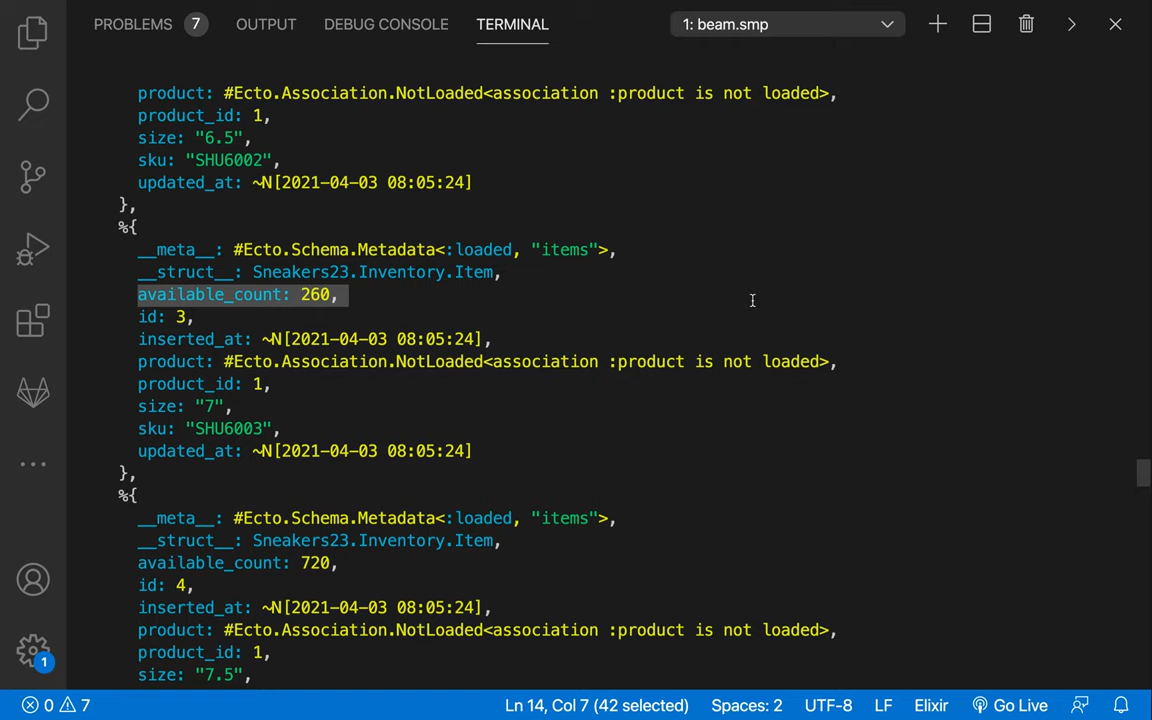 PROBLEMS 7 OUTPUT DEBUG CONSOLE TERMINAL 1: beam.smp
product: #Ecto.Association.NotLoaded<association :product is not loaded>,
product_id: 1,
size: "6.5",
sku: "SHU6002",
updated_at: ~N[2021-04-03 08:05:24]
},
%{
__meta__: #Ecto.Schema.Metadata<:loaded, "items">,
__struct__: Sneakers23.Inventory.Item,
available_count: 260,
id: 3,
inserted_at: ~N[2021-04-03 08:05:24],
product: #Ecto.Association.NotLoaded<association :product is not loaded>,
product_id: 1,
size: "7",
sku: "SHU6003",
updated_at: ~N[2021-04-03 08:05:24]
},
%{
__meta__: #Ecto.Schema.Metadata<:loaded, "items">,
__struct__: Sneakers23.Inventory.Item,
available_count: 720,
id: 4,
inserted_at: ~N[2021-04-03 08:05:24],
product: #Ecto.Association.NotLoaded<association :product is not loaded>,
product_id: 1,
size: "7.5",
1
0 7 Ln 14, Col 7 (42 selected) Spaces: 2 UTF-8 LF Elixir Go Live